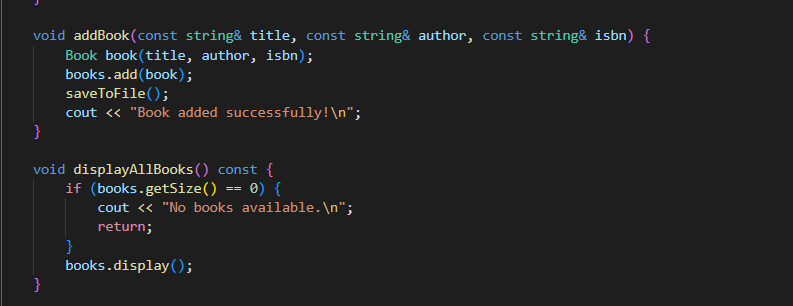 }
void addBook(const string& title, const string& author, const string& isbn) {
    Book book(title, author, isbn);
    books.add(book);
    saveToFile();
    cout << "Book added successfully!\n";
}

void displayAllBooks() const {
    if (books.getSize() == 0) {
        cout << "No books available.\n";
        return;
    }
    books.display();
}